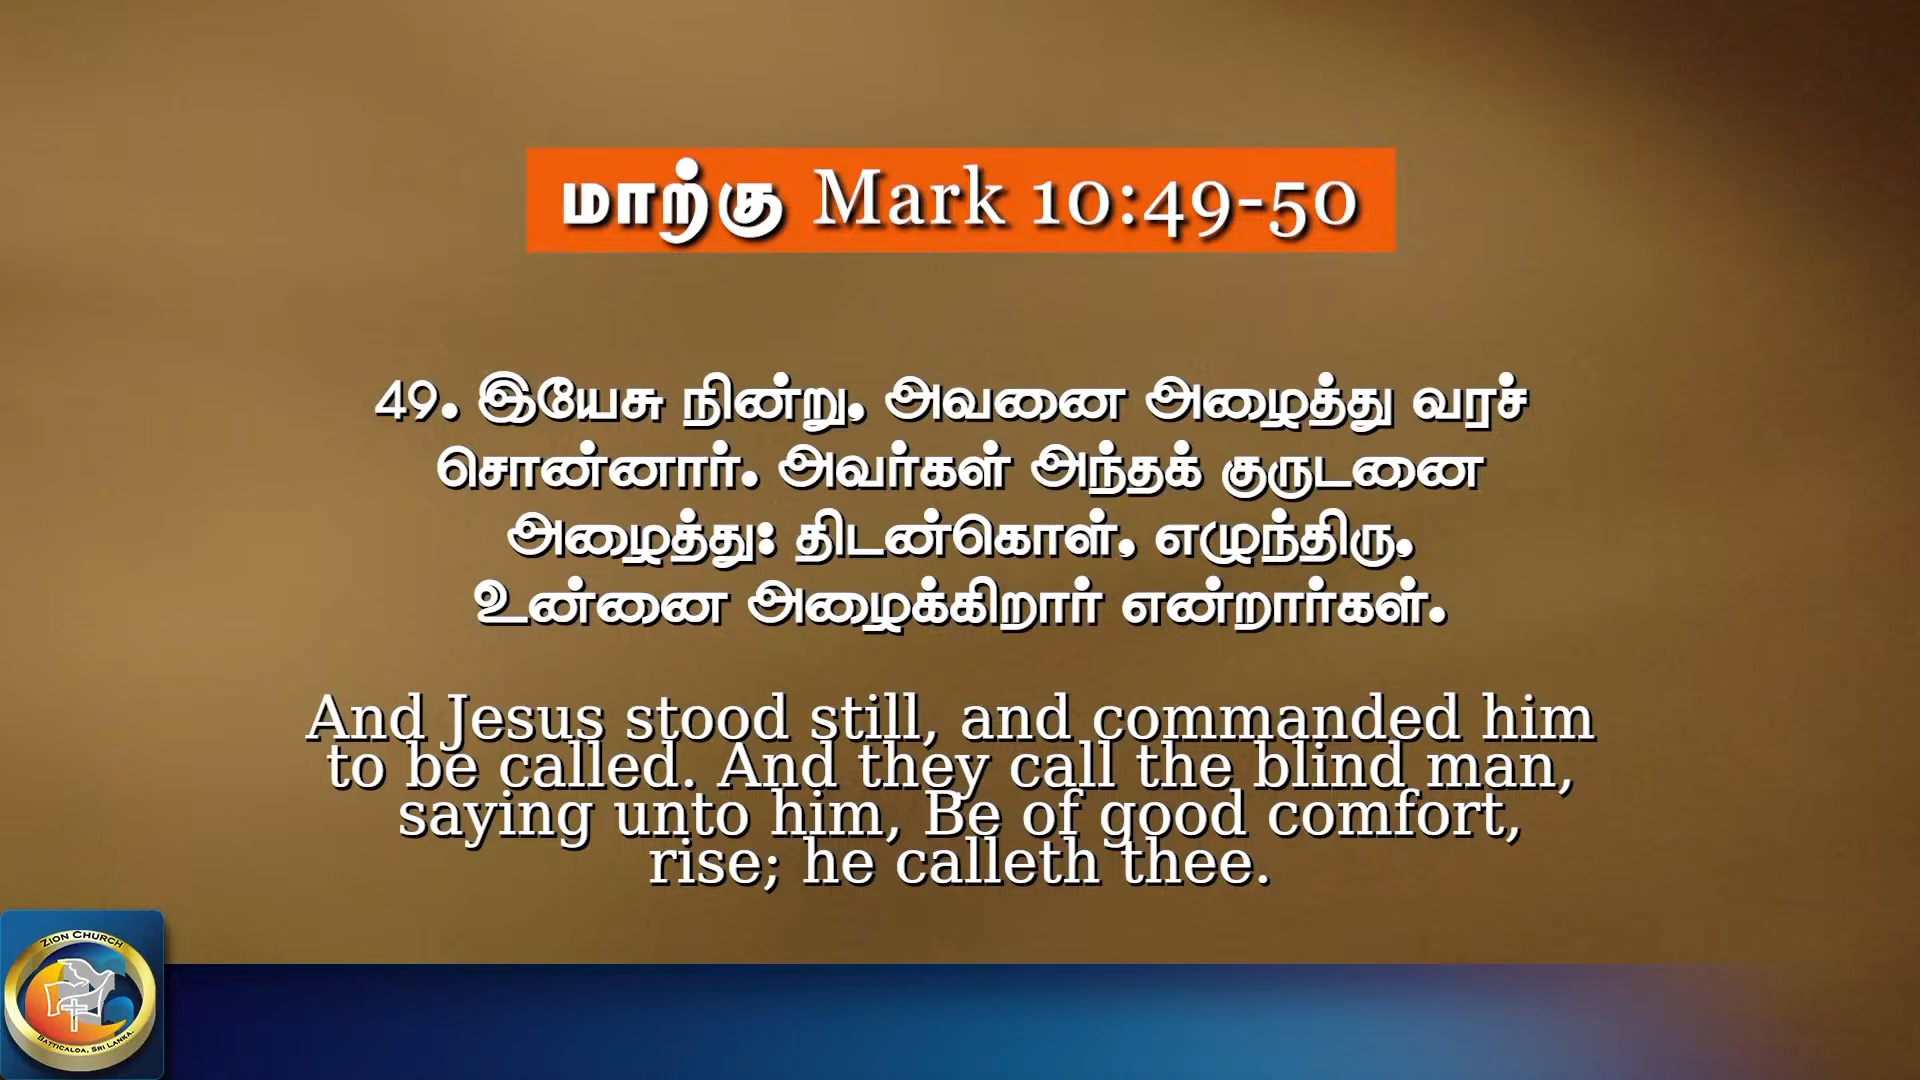 மாற்கு Mark 10:49-50
49. இயேசு நின்று, அவனை அழைத்து வரச்
சொன்னார். அவர்கள் அந்தக் குருடனை
அழைத்து: திடன்கொள், எழுந்திரு,
உன்னை அழைக்கிறார் என்றார்கள்.
And Jesus stood still, and commanded him
to be called. And they call the blind man,
saying unto him, Be of good comfort,
rise; he calleth thee.
ZION CHURCH
BATTICALOA, SRI LANKA.